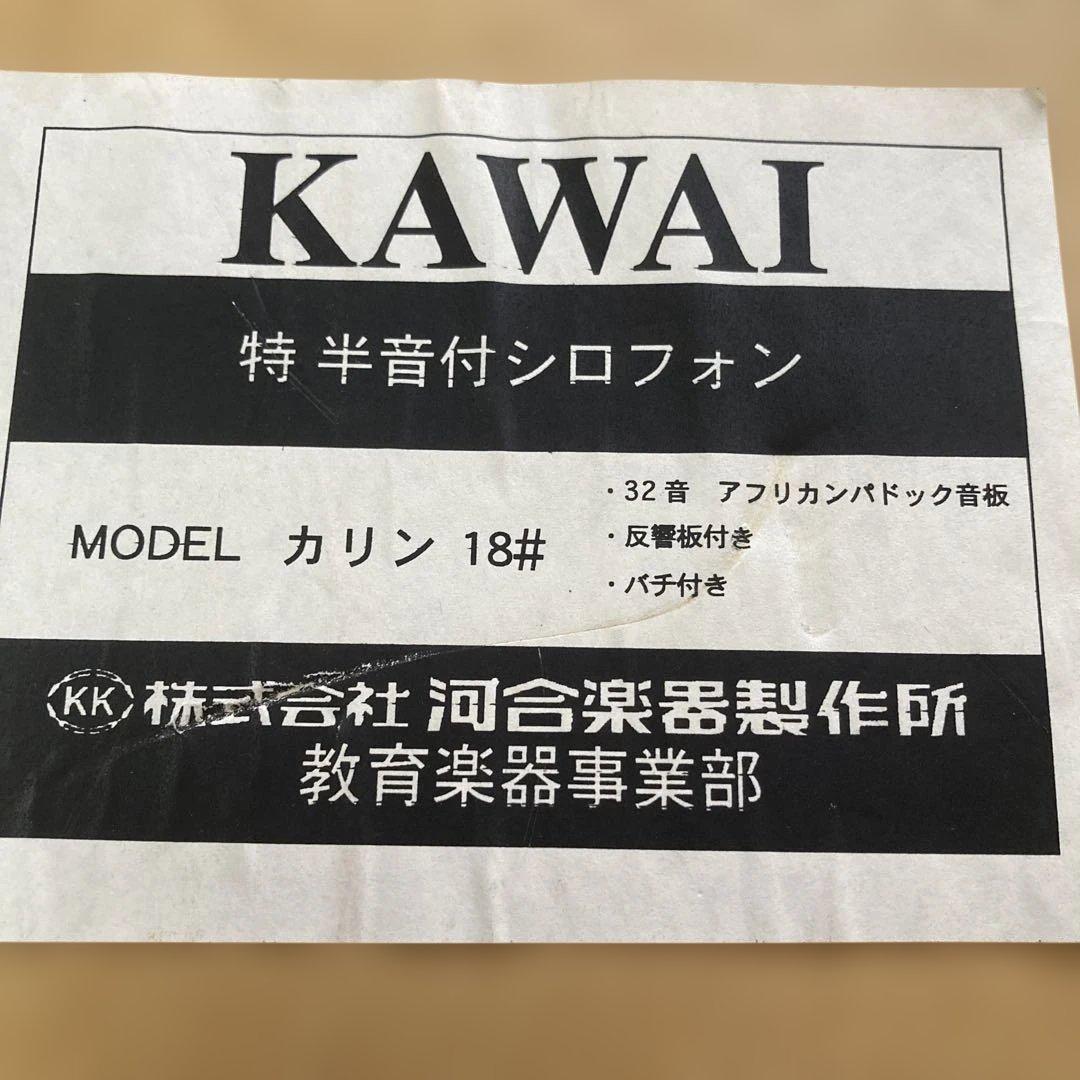 KAWAI
特 半音付シロフォン
MODEL カリン 18#
・32音 アフリカンパドック音板
・反響板付き
・バチ付き
KK 株式会社 河合楽器製作所
教育楽器事業部